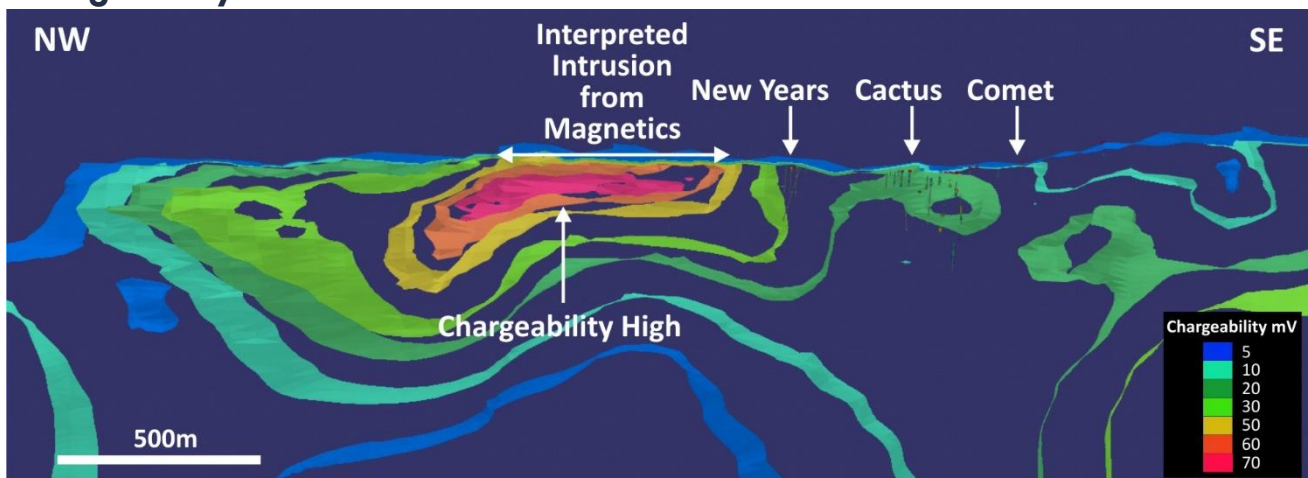 NW
SE
Interpreted
Intrusion
from
Magnetics
New Years
Cactus
Comet
Chargeability High
500m
Chargeability mV
5
10
20
30
50
60
70